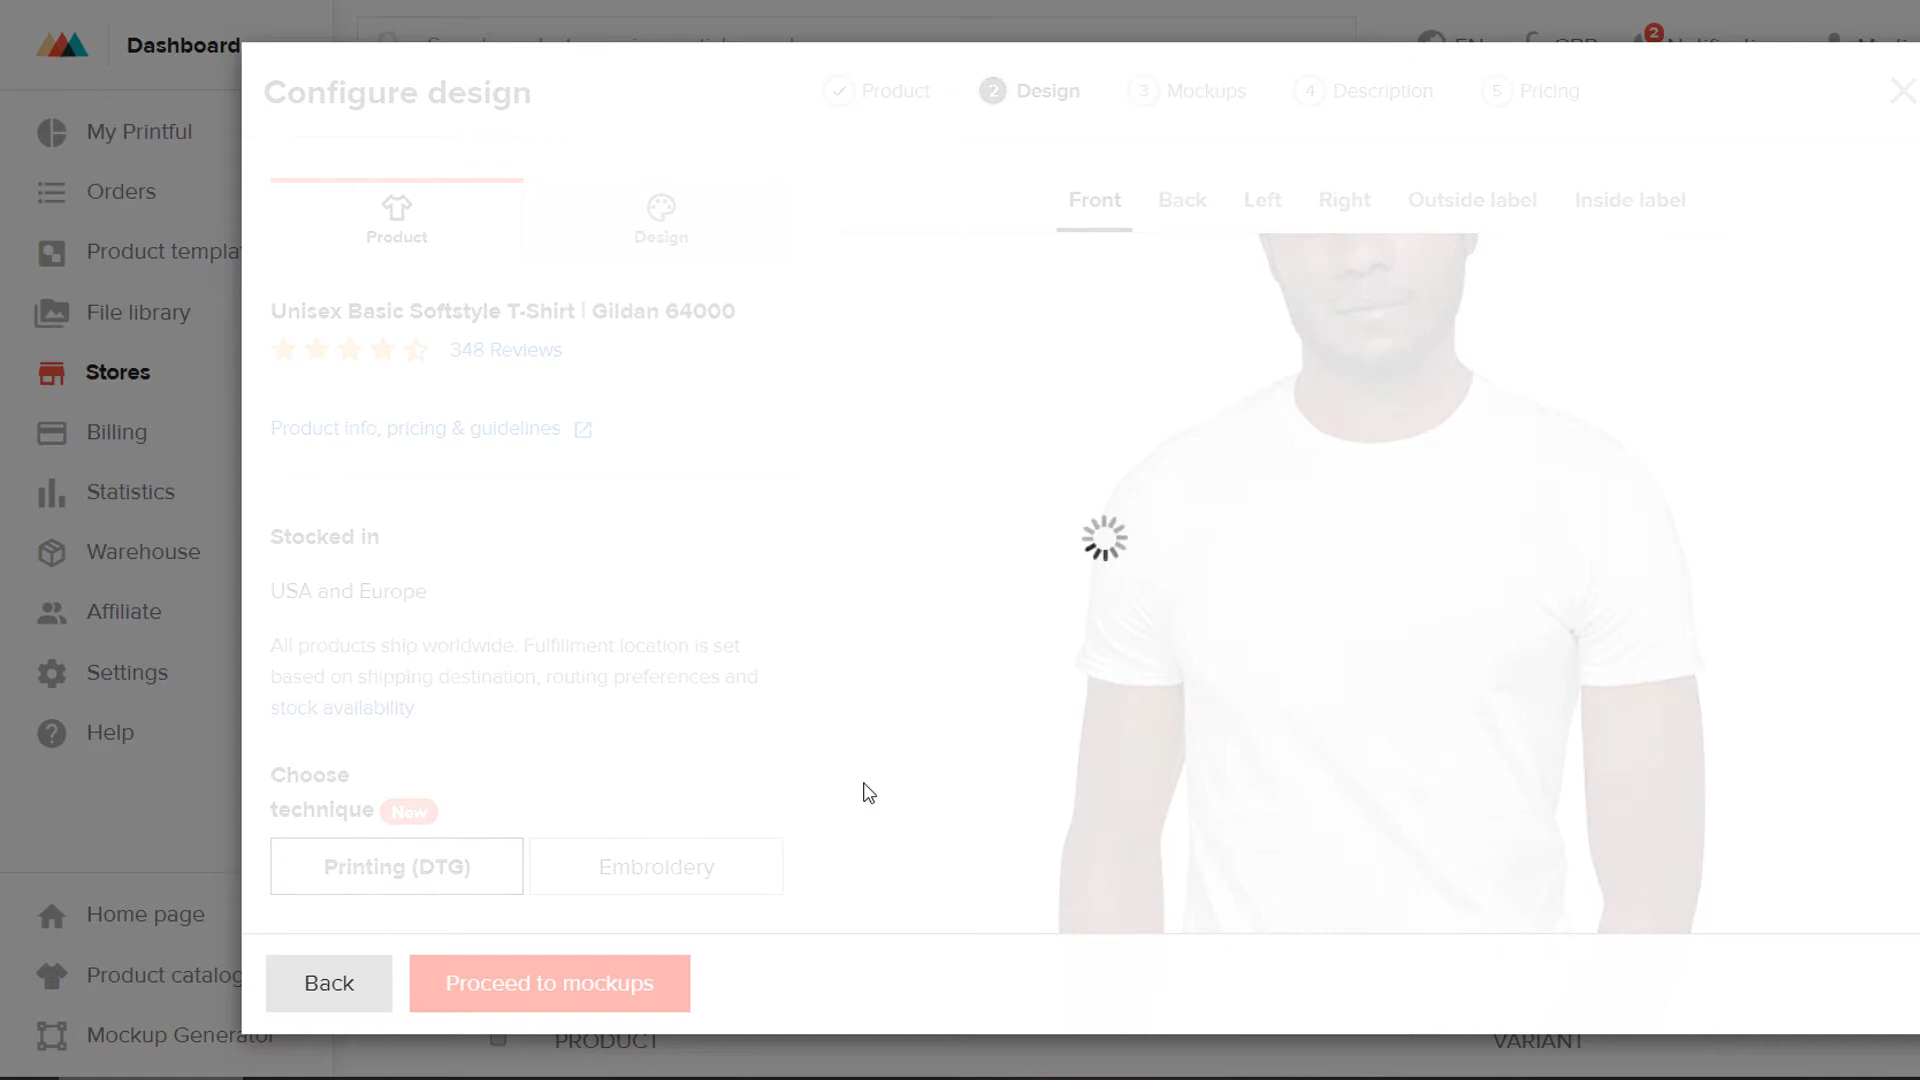 Dashboard
EN
GBP
2
My Printful
Orders
Product templa
File library
Stores
Billing
Statistics
Warehouse
Affiliate
Settings
Help
Home page
Product catalog
Mockup Generator
Configure design
Product
2 Design
3 Mockups
4 Description
5 Pricing
Product
Design
Front
Back
Left
Right
Outside label
Inside label
Unisex Basic Softstyle T-Shirt | Gildan 64000
348 Reviews
Product info, pricing & guidelines
Stocked in
USA and Europe
All products ship worldwide. Fulfillment location is set
based on shipping destination, routing preferences and
stock availability.
Choose
technique New
Printing (DTG)
Embroidery
Back
Proceed to mockups
PRODUCT
VARIANT